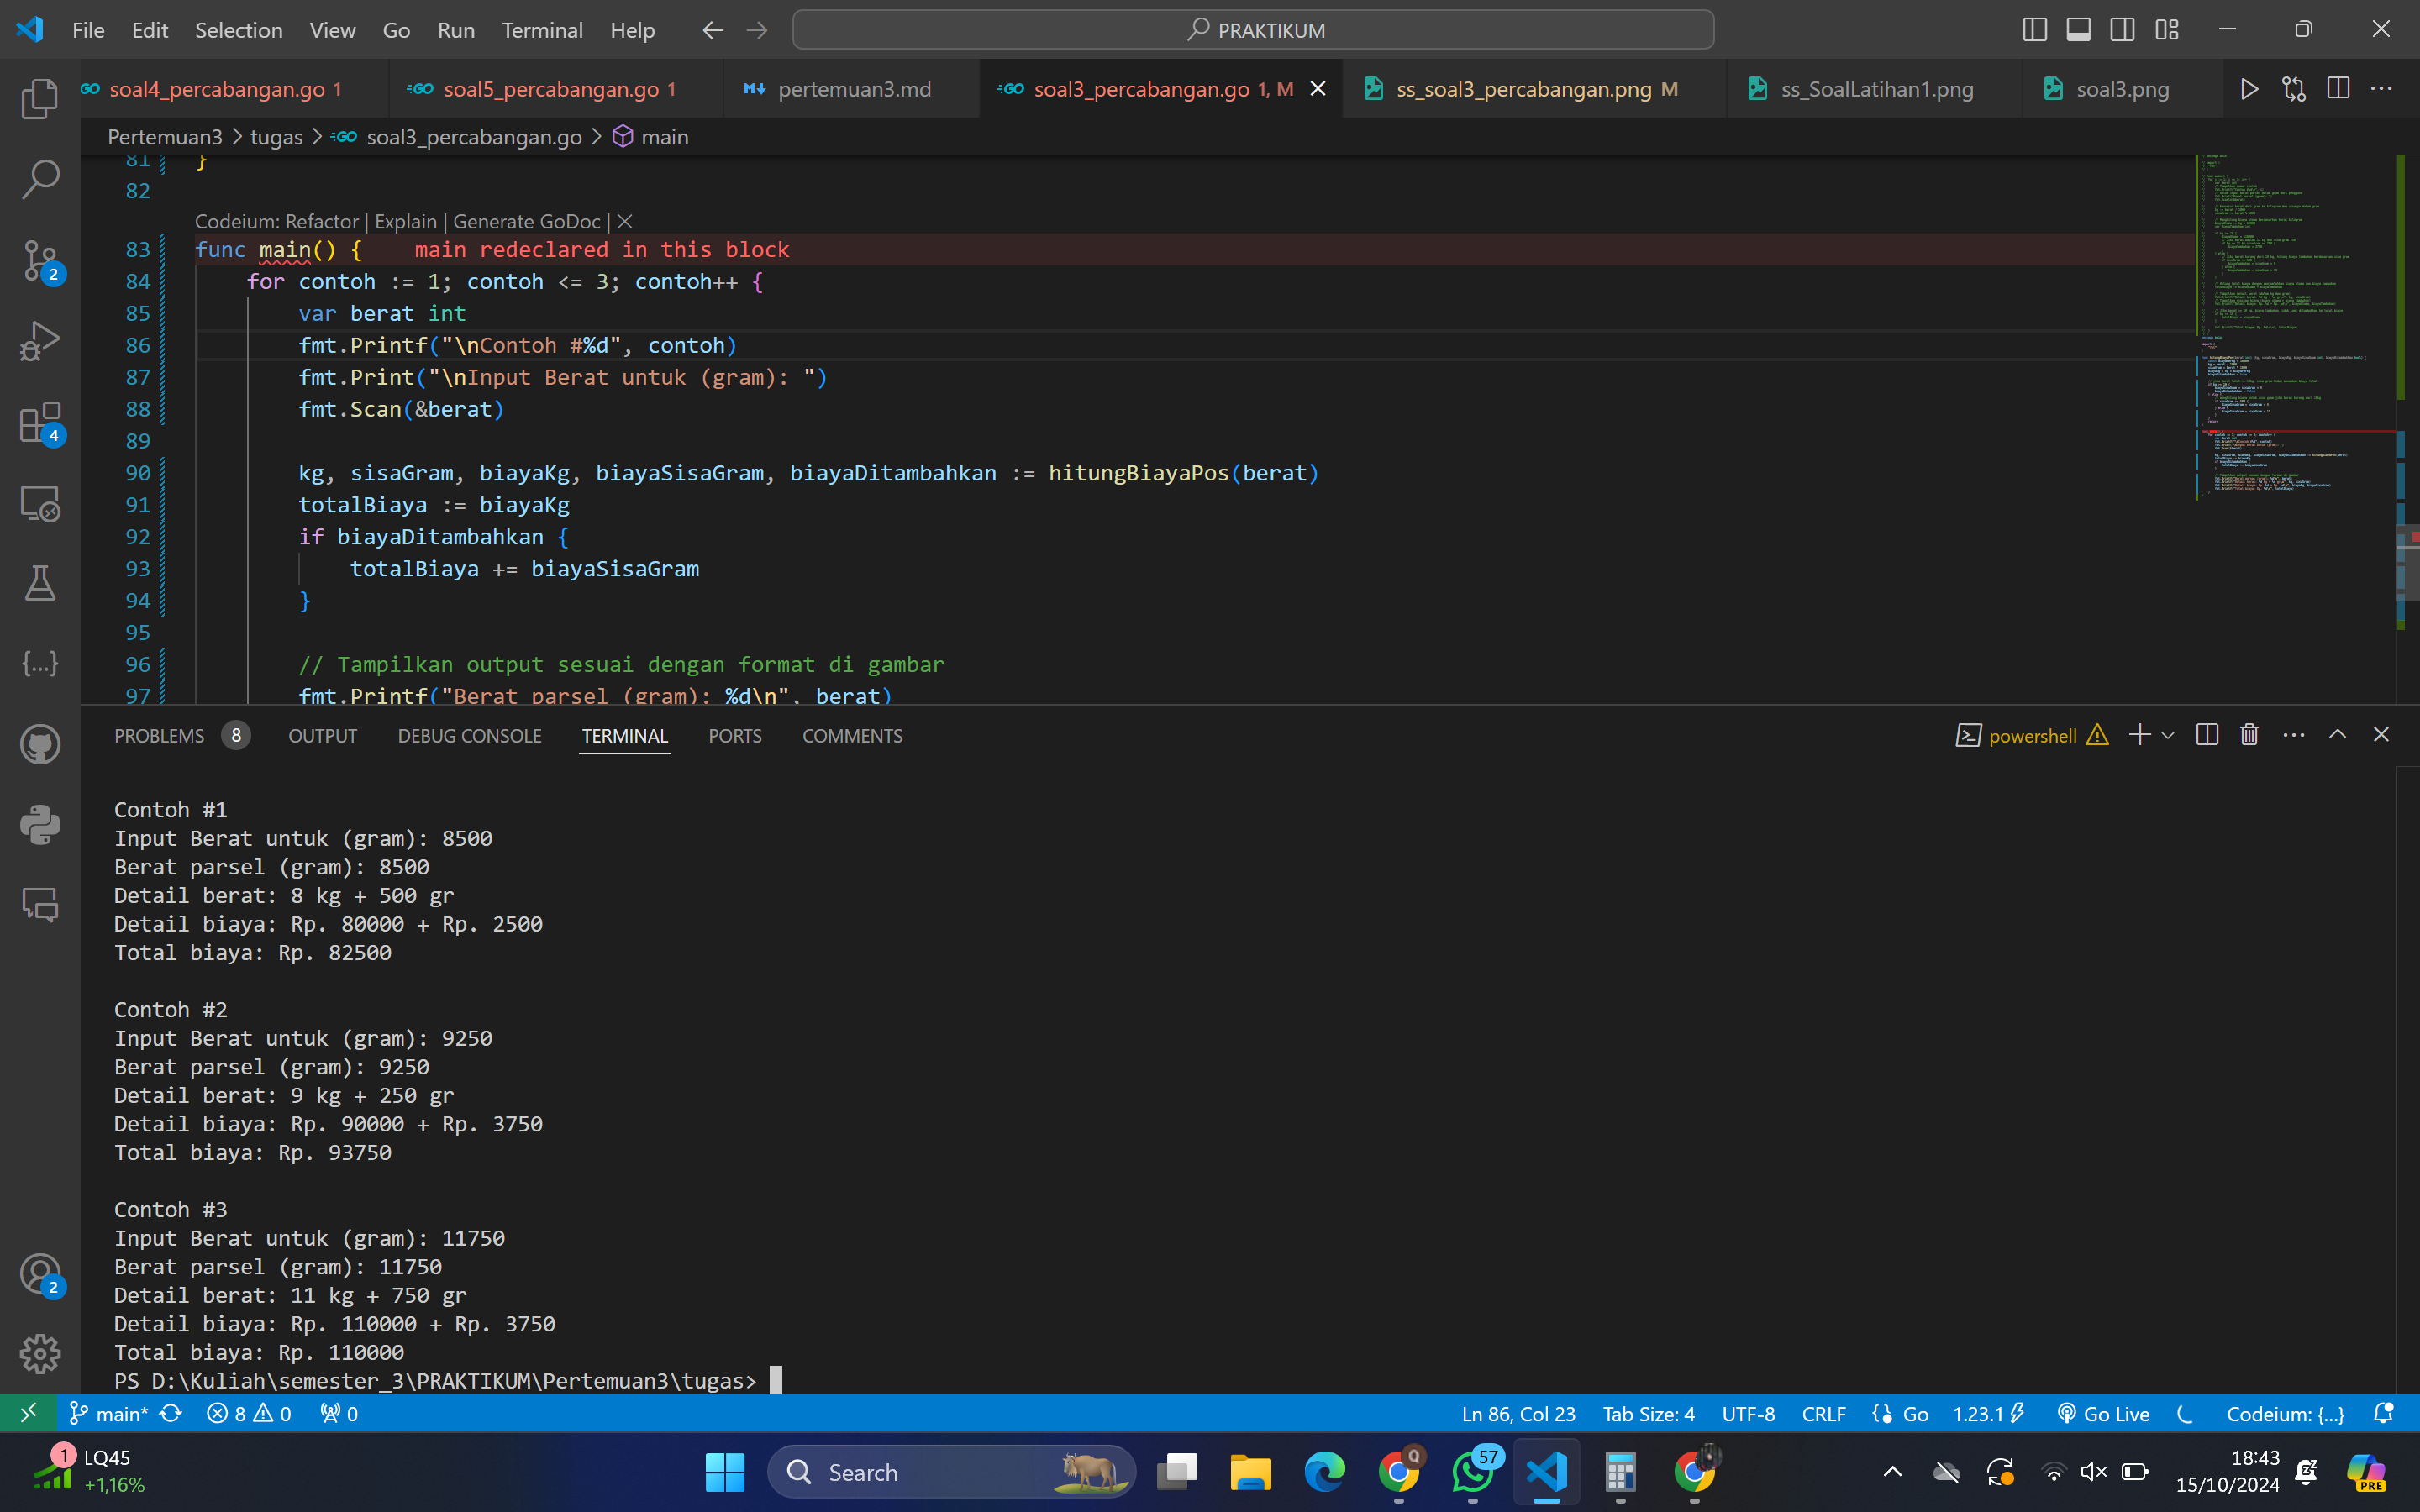 File Edit Selection View Go Run Terminal Help PRAKTIKUM
soal4_percabangan.go 1 soal5_percabangan.go 1 pertemuan3.md soal3_percabangan.go 1, M ss_soal3_percabangan.png M ss_SoalLatihan1.png soal3.png
Pertemuan3 > tugas > soal3_percabangan.go > main
81 }
82
Codeium: Refactor | Explain | Generate GoDoc | ×
83 func main() { main redeclared in this block
84 for contoh := 1; contoh <= 3; contoh++ {
85 var berat int
86 fmt.Printf("\nContoh #%d", contoh)
87 fmt.Print("\nInput Berat untuk (gram): ")
88 fmt.Scan(&berat)
89
90 kg, sisaGram, biayaKg, biayaSisaGram, biayaDitambahkan := hitungBiayaPos(berat)
91 totalBiaya := biayaKg
92 if biayaDitambahkan {
93 totalBiaya += biayaSisaGram
94 }
95
96 // Tampilkan output sesuai dengan format di gambar
97 fmt.Printf("Berat parsel (gram): %d\n", berat)
PROBLEMS 8 OUTPUT DEBUG CONSOLE TERMINAL PORTS COMMENTS powershell
Contoh #1
Input Berat untuk (gram): 8500
Berat parsel (gram): 8500
Detail berat: 8 kg + 500 gr
Detail biaya: Rp. 80000 + Rp. 2500
Total biaya: Rp. 82500
Contoh #2
Input Berat untuk (gram): 9250
Berat parsel (gram): 9250
Detail berat: 9 kg + 250 gr
Detail biaya: Rp. 90000 + Rp. 3750
Total biaya: Rp. 93750
Contoh #3
Input Berat untuk (gram): 11750
Berat parsel (gram): 11750
Detail berat: 11 kg + 750 gr
Detail biaya: Rp. 110000 + Rp. 3750
Total biaya: Rp. 110000
PS D:\Kuliah\semester_3\PRAKTIKUM\Pertemuan3\tugas>
2
4
2
main* 8 0 0 Ln 86, Col 23 Tab Size: 4 UTF-8 CRLF Go 1.23.1 Go Live Codeium: {...}
1 LQ45
+1,16%
Search
Q
57
18:43
15/10/2024
PRE